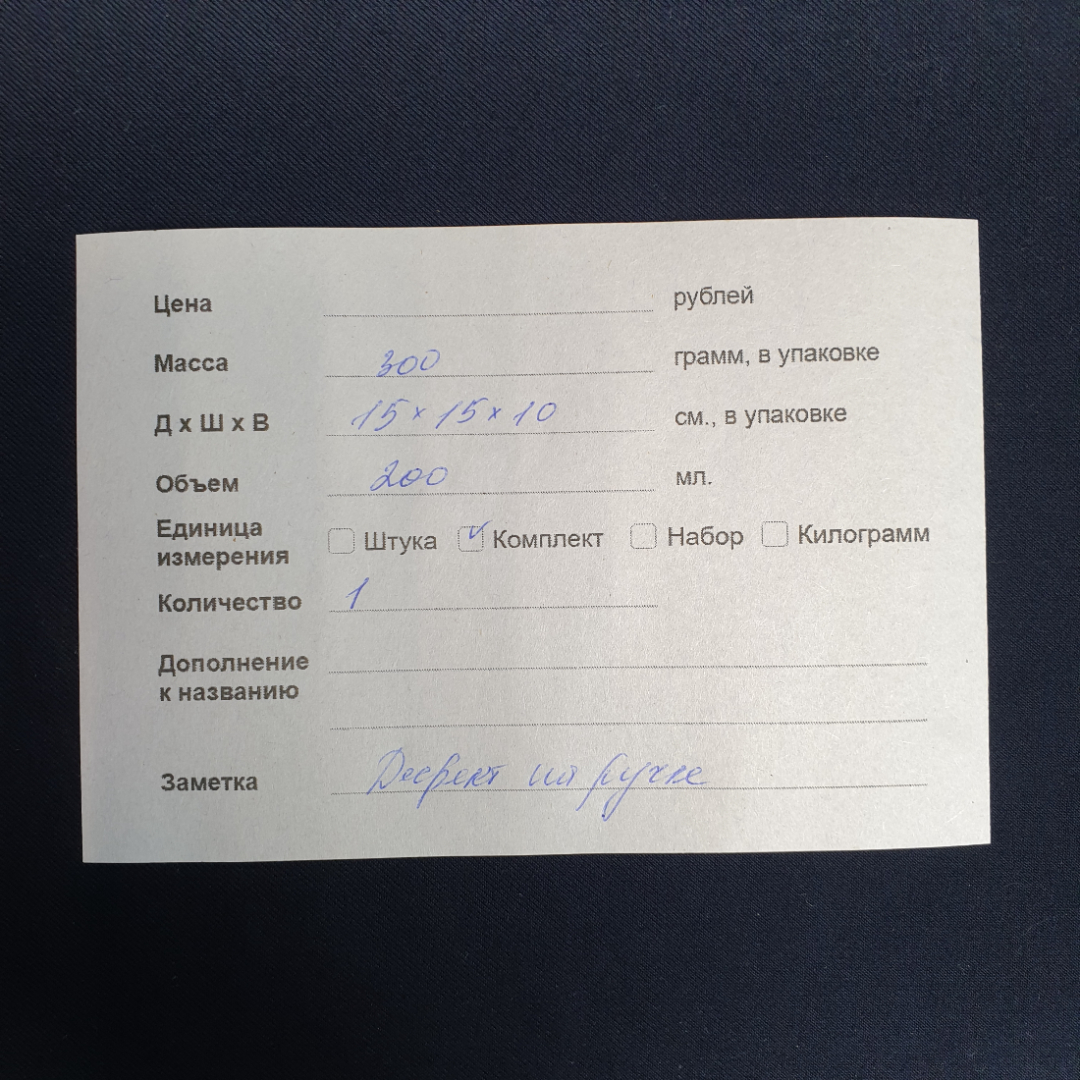 Цена рублей
Масса 300 грамм, в упаковке
Д х Ш х В 15 x 15 x 10 см., в упаковке
Объем 200 мл.
Единица измерения Штука Комплект Набор Килограмм
Количество 1
Дополнение
к названию
Заметка Дефект на ручке